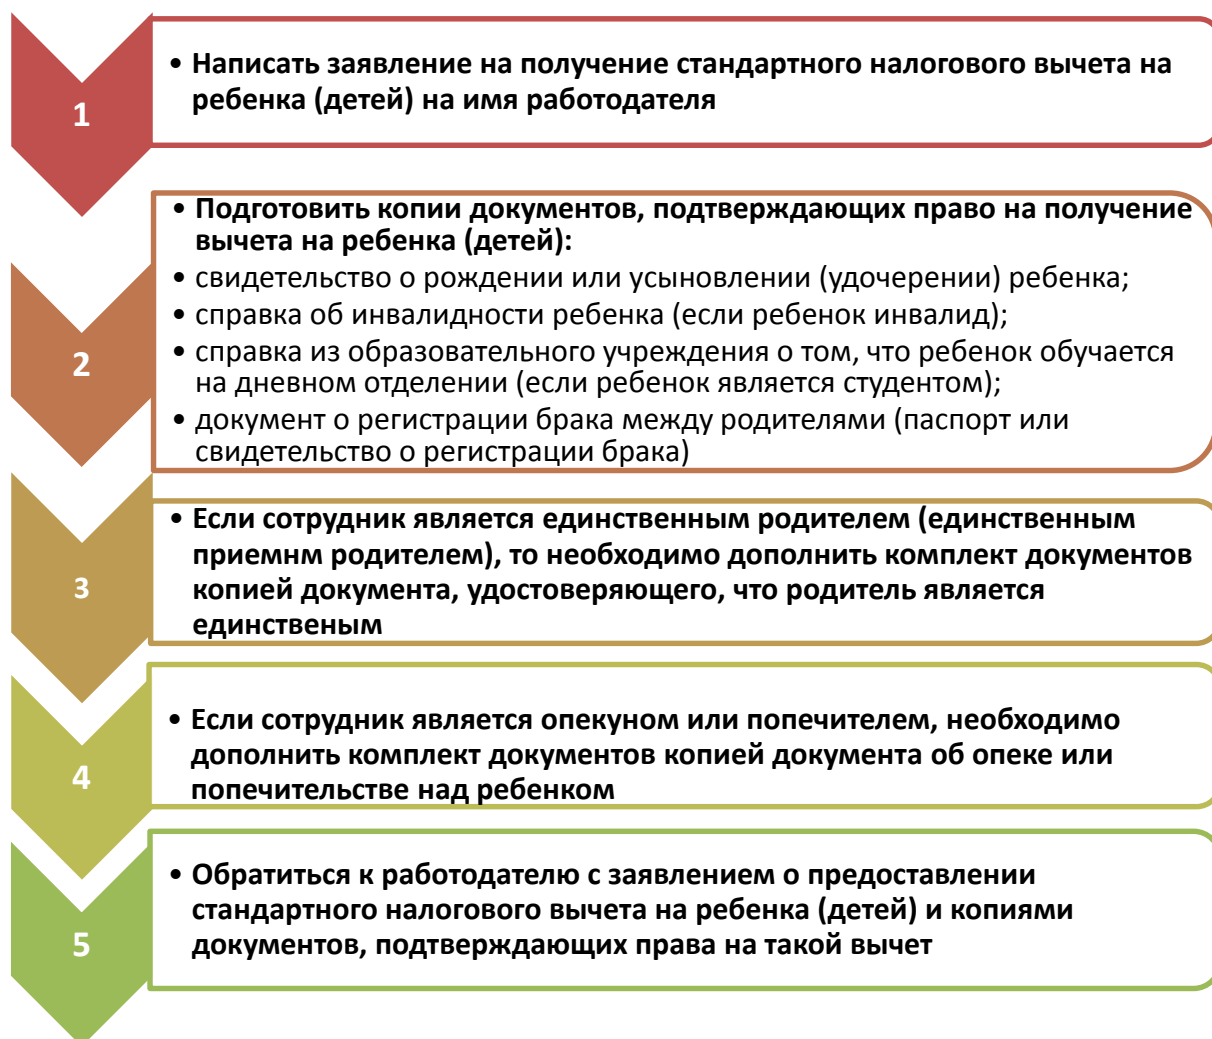 1
• Написать заявление на получение стандартного налогового вычета на
ребенка (детей) на имя работодателя
2
• Подготовить копии документов, подтверждающих право на получение
вычета на ребенка (детей):
• свидетельство о рождении или усыновлении (удочерении) ребенка;
• справка об инвалидности ребенка (если ребенок инвалид);
• справка из образовательного учреждения о том, что ребенок обучается
на дневном отделении (если ребенок является студентом);
• документ о регистрации брака между родителями (паспорт или
свидетельство о регистрации брака)
3
• Если сотрудник является единственным родителем (единственным
приемнм родителем), то необходимо дополнить комплект документов
копией документа, удостоверяющего, что родитель является
единственым
4
• Если сотрудник является опекуном или попечителем, необходимо
дополнить комплект документов копией документа об опеке или
попечительстве над ребенком
5
• Обратиться к работодателю с заявлением о предоставлении
стандартного налогового вычета на ребенка (детей) и копиями
документов, подтверждающих права на такой вычет